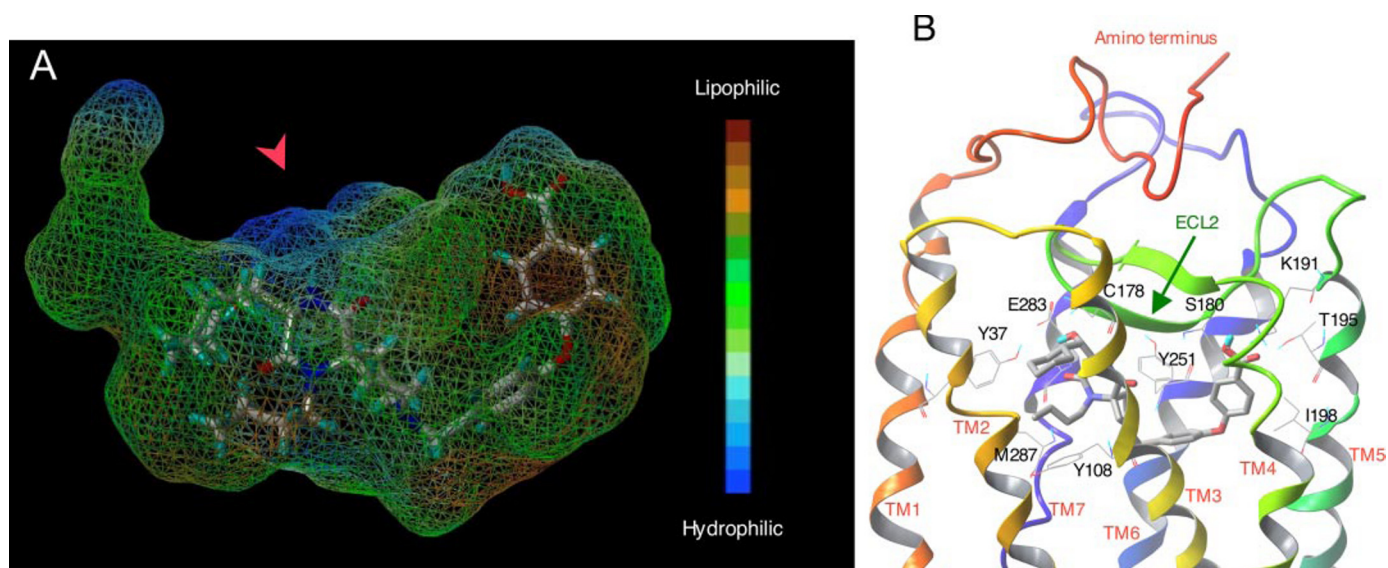 A
Lipophilic
Hydrophilic
B
Amino terminus
ECL2
K191
C178
S180
E283
T195
Y37
Y251
I198
TM2
M287
Y108
TM4
TM5
TM1
TM7
TM3
TM6